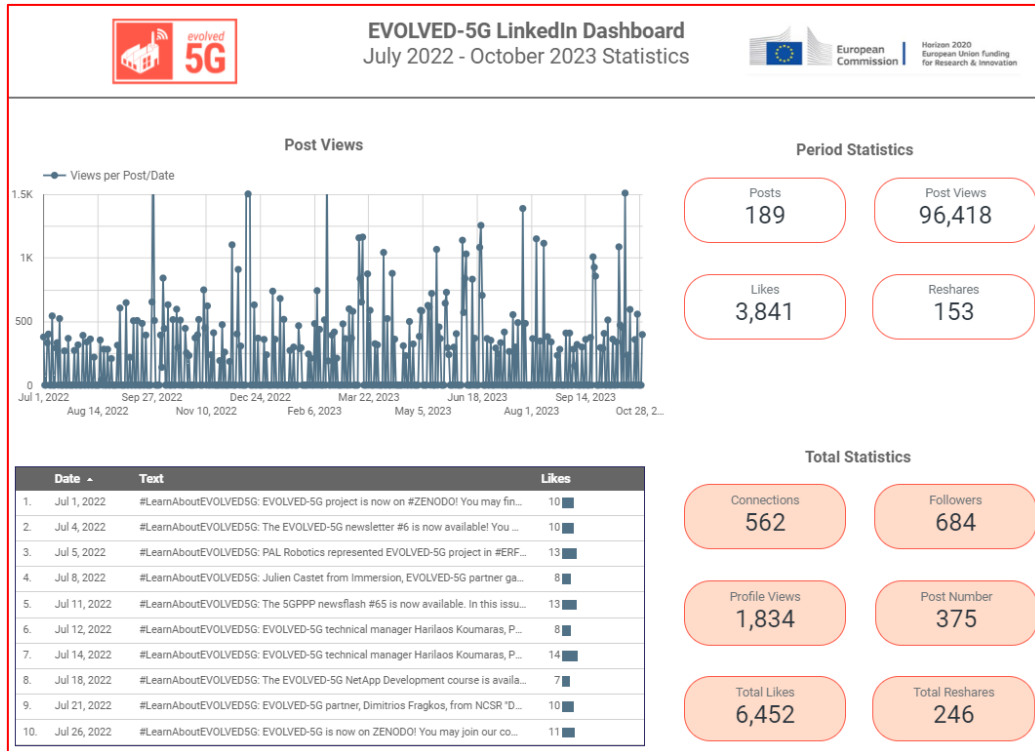 evolved
5G
EVOLVED-5G LinkedIn Dashboard
July 2022 - October 2023 Statistics
European
Commission
Horizon 2020
European Union funding
for Research & Innovation
Post Views
Views per Post/Date
1.5K
1K
500
0
Jul 1, 2022
Aug 14, 2022
Sep 27, 2022
Nov 10, 2022
Dec 24, 2022
Feb 6, 2023
Mar 22, 2023
May 5, 2023
Jun 18, 2023
Aug 1, 2023
Sep 14, 2023
Oct 28, 2...
Period Statistics
Posts
189
Post Views
96,418
Likes
3,841
Reshares
153
Date Text Likes
1. Jul 1, 2022 #LearnAboutEVOLVED5G: EVOLVED-5G project is now on #ZENODO! You may fin... 10
2. Jul 4, 2022 #LearnAboutEVOLVED5G: The EVOLVED-5G newsletter #6 is now available! You ... 10
3. Jul 5, 2022 #LearnAboutEVOLVED5G: PAL Robotics represented EVOLVED-5G project in #ERF... 13
4. Jul 8, 2022 #LearnAboutEVOLVED5G: Julien Castet from Immersion, EVOLVED-5G partner ga... 8
5. Jul 11, 2022 #LearnAboutEVOLVED5G: The 5GPPP newsflash #65 is now available. In this issu... 13
6. Jul 12, 2022 #LearnAboutEVOLVED5G: EVOLVED-5G technical manager Harilaos Koumaras, P... 8
7. Jul 14, 2022 #LearnAboutEVOLVED5G: EVOLVED-5G technical manager Harilaos Koumaras, P... 14
8. Jul 18, 2022 #LearnAboutEVOLVED5G: The EVOLVED-5G NetApp Development course is availa... 7
9. Jul 21, 2022 #LearnAboutEVOLVED5G: EVOLVED-5G partner, Dimitrios Fragkos, from NCSR "D... 10
10. Jul 26, 2022 #LearnAboutEVOLVED5G: EVOLVED-5G is now on ZENODO! You may join our co... 11
Total Statistics
Connections
562
Followers
684
Profile Views
1,834
Post Number
375
Total Likes
6,452
Total Reshares
246